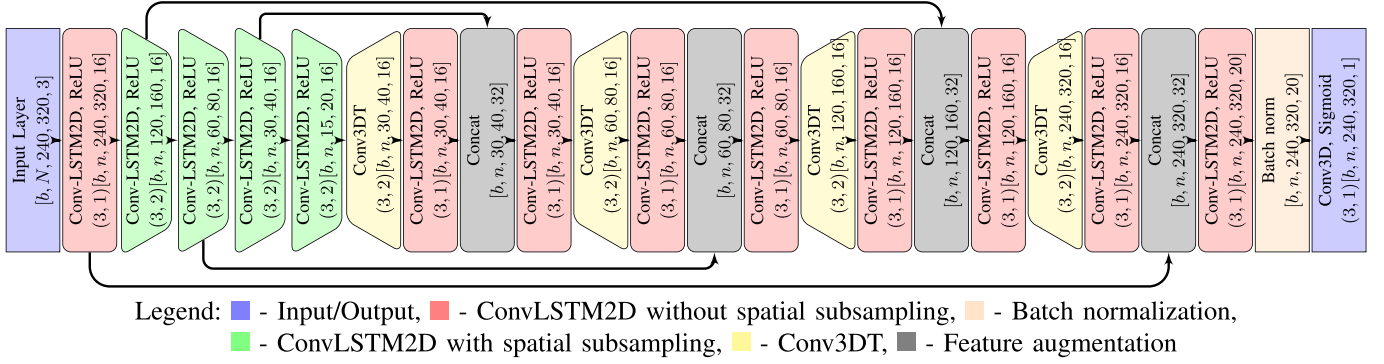 Input Layer
[b, N, 240, 320, 3]
Conv-LSTM2D, ReLU
(3, 1)[b, n, 240, 320, 16]
Conv-LSTM2D, ReLU
(3, 2)[b, n, 120, 160, 16]
Conv-LSTM2D, ReLU
(3, 2)[b, n, 60, 80, 16]
Conv-LSTM2D, ReLU
(3, 2)[b, n, 30, 40, 16]
Conv-LSTM2D, ReLU
(3, 2)[b, n, 15, 20, 16]
Conv3DT
(3, 2)[b, n, 30, 40, 16]
Conv-LSTM2D, ReLU
(3, 1)[b, n, 30, 40, 16]
Concat
[b, n, 30, 40, 32]
Conv-LSTM2D, ReLU
(3, 1)[b, n, 30, 40, 16]
Conv3DT
(3, 2)[b, n, 60, 80, 16]
Conv-LSTM2D, ReLU
(3, 1)[b, n, 60, 80, 16]
Concat
[b, n, 60, 80, 32]
Conv-LSTM2D, ReLU
(3, 1)[b, n, 60, 80, 16]
Conv3DT
(3, 2)[b, n, 120, 160, 16]
Conv-LSTM2D, ReLU
(3, 1)[b, n, 120, 160, 16]
Concat
[b, n, 120, 160, 32]
Conv-LSTM2D, ReLU
(3, 1)[b, n, 120, 160, 16]
Conv3DT
(3, 2)[b, n, 240, 320, 16]
Conv-LSTM2D, ReLU
(3, 1)[b, n, 240, 320, 16]
Concat
[b, n, 240, 320, 32]
Conv-LSTM2D, ReLU
(3, 1)[b, n, 240, 320, 20]
Batch norm
[b, n, 240, 320, 20]
Conv3D, Sigmoid
(3, 1)[b, n, 240, 320, 1]
Legend: - Input/Output, - ConvLSTM2D without spatial subsampling, - Batch normalization,
- ConvLSTM2D with spatial subsampling, - Conv3DT, - Feature augmentation